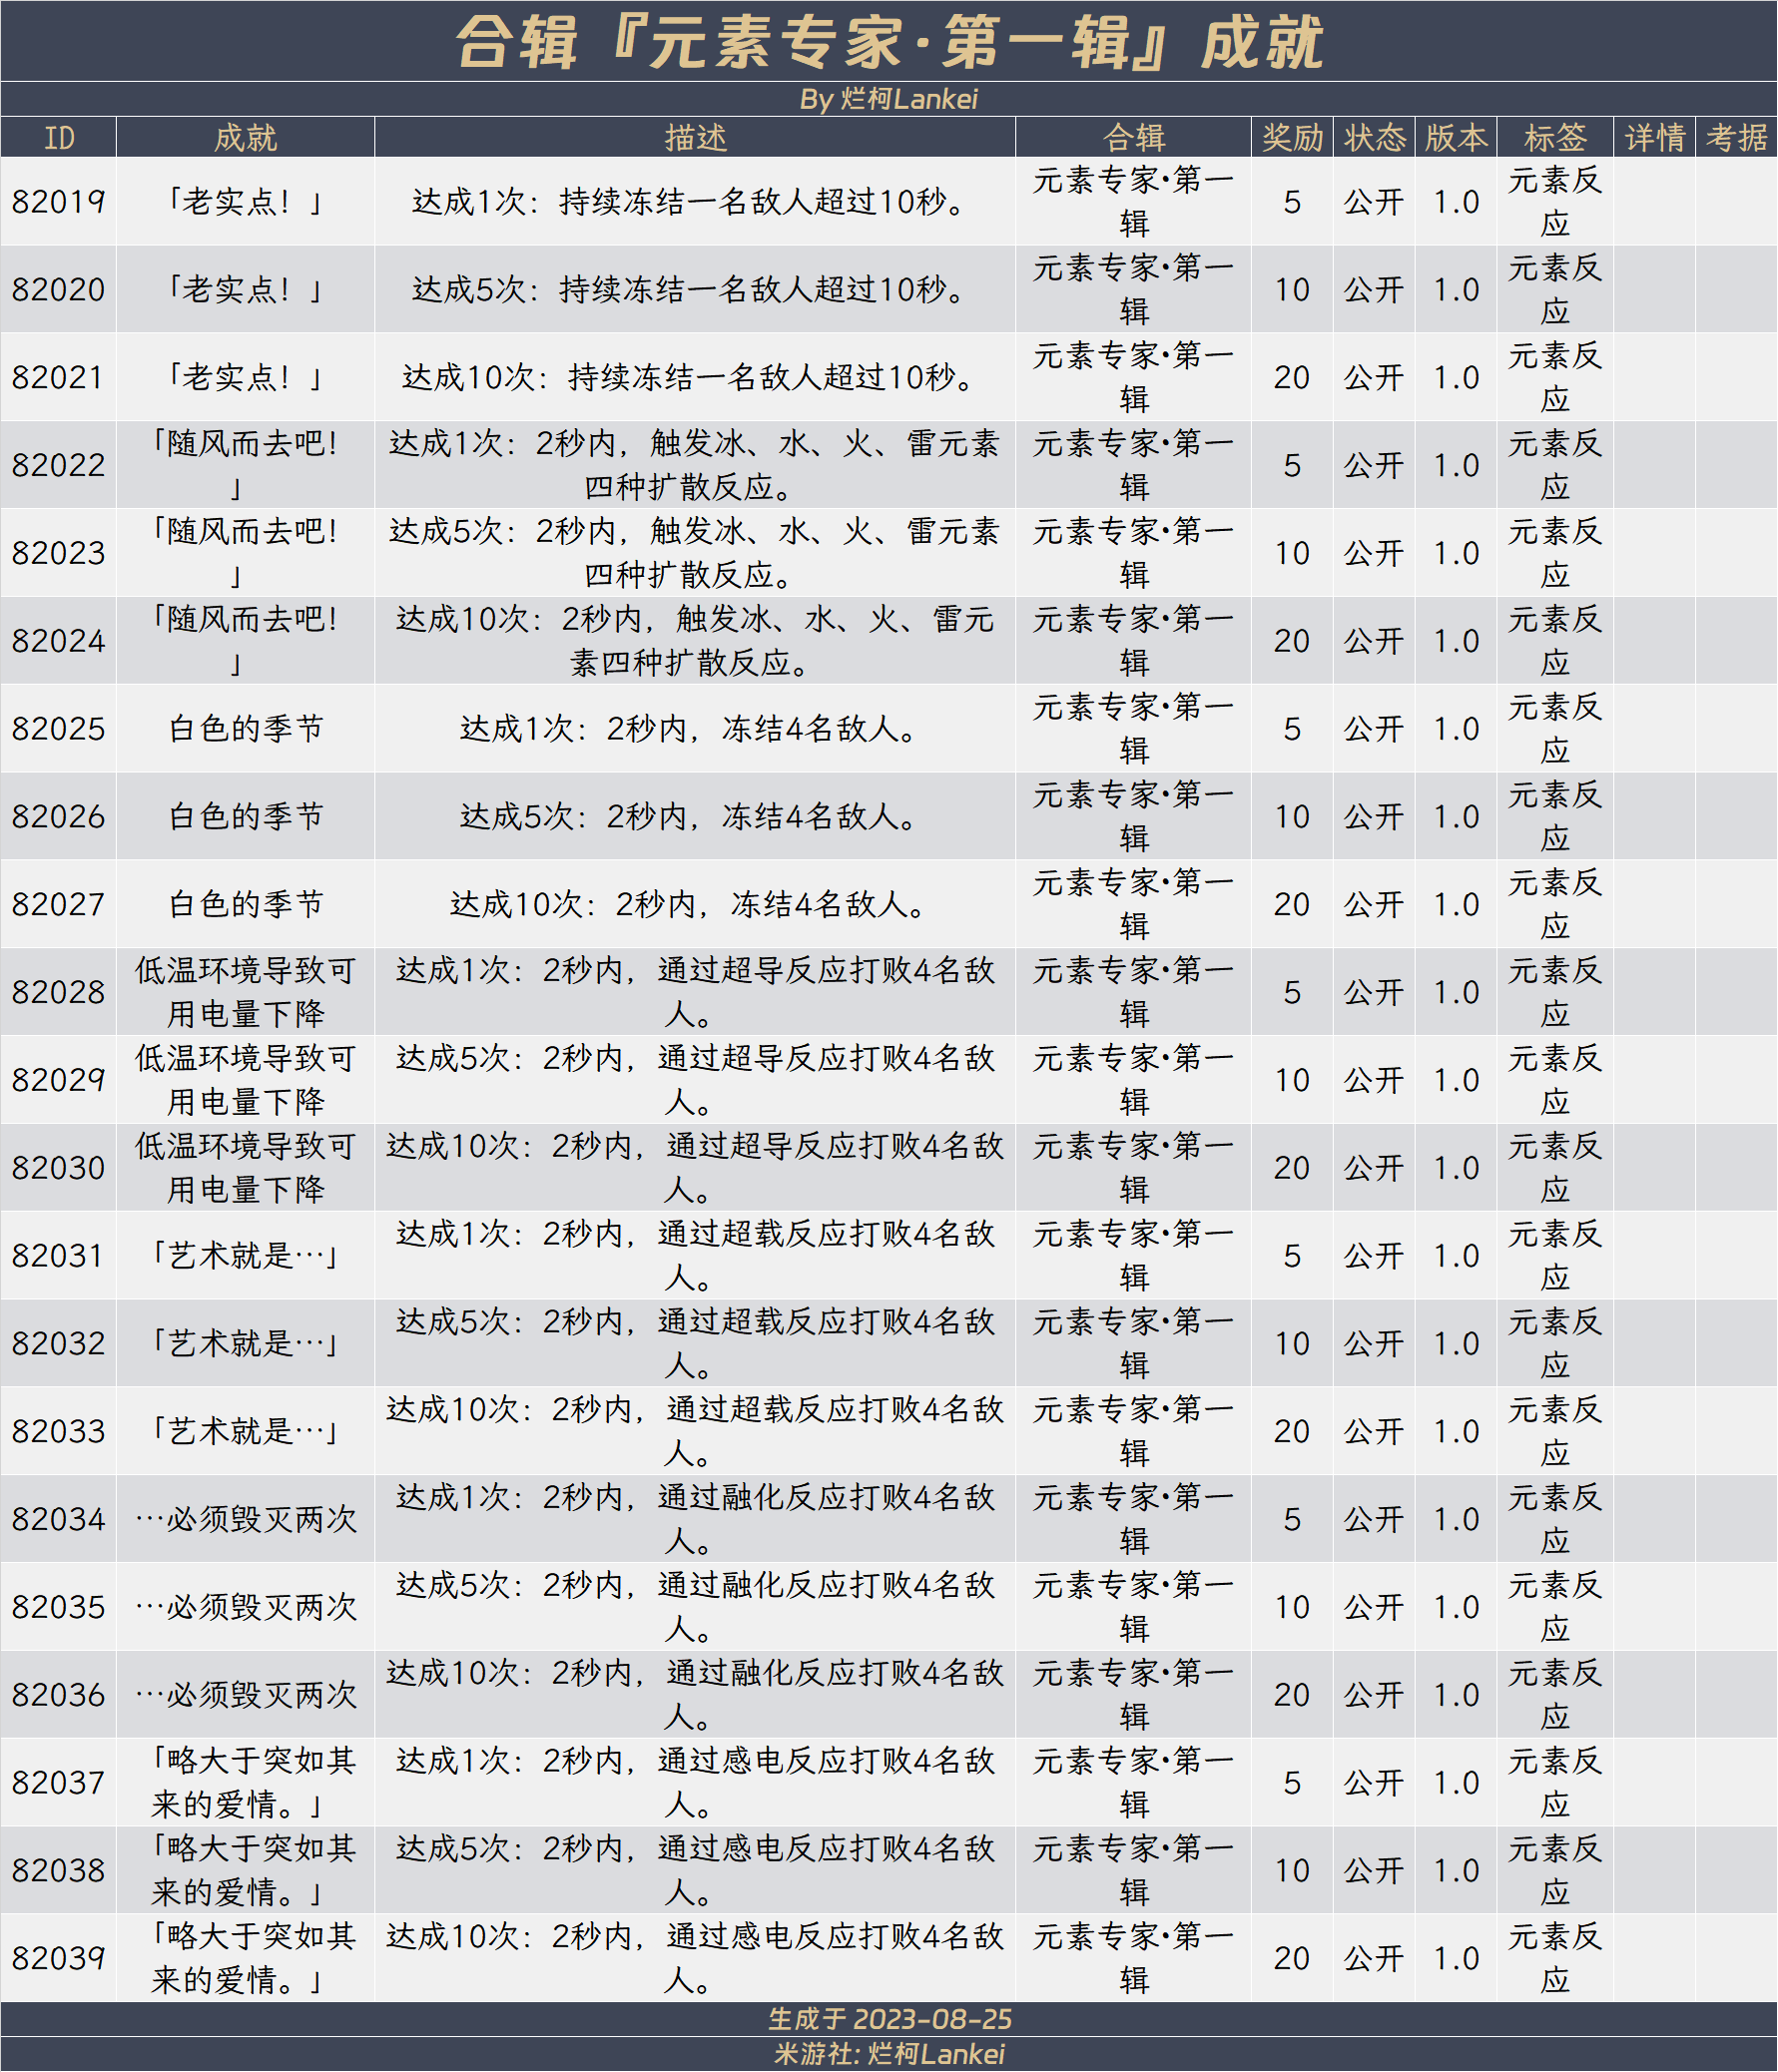 合辑『元素专家·第一辑』成就
By 烂柯Lankei
ID 成就 描述 合辑 奖励 状态 版本 标签 详情 考据
82019 「老实点！」 达成1次：持续冻结一名敌人超过10秒。 元素专家·第一辑 5 公开 1.0 元素反应
82020 「老实点！」 达成5次：持续冻结一名敌人超过10秒。 元素专家·第一辑 10 公开 1.0 元素反应
82021 「老实点！」 达成10次：持续冻结一名敌人超过10秒。 元素专家·第一辑 20 公开 1.0 元素反应
82022 「随风而去吧！」 达成1次：2秒内，触发冰、水、火、雷元素四种扩散反应。 元素专家·第一辑 5 公开 1.0 元素反应
82023 「随风而去吧！」 达成5次：2秒内，触发冰、水、火、雷元素四种扩散反应。 元素专家·第一辑 10 公开 1.0 元素反应
82024 「随风而去吧！」 达成10次：2秒内，触发冰、水、火、雷元素四种扩散反应。 元素专家·第一辑 20 公开 1.0 元素反应
82025 白色的季节 达成1次：2秒内，冻结4名敌人。 元素专家·第一辑 5 公开 1.0 元素反应
82026 白色的季节 达成5次：2秒内，冻结4名敌人。 元素专家·第一辑 10 公开 1.0 元素反应
82027 白色的季节 达成10次：2秒内，冻结4名敌人。 元素专家·第一辑 20 公开 1.0 元素反应
82028 低温环境导致可用电量下降 达成1次：2秒内，通过超导反应打败4名敌人。 元素专家·第一辑 5 公开 1.0 元素反应
82029 低温环境导致可用电量下降 达成5次：2秒内，通过超导反应打败4名敌人。 元素专家·第一辑 10 公开 1.0 元素反应
82030 低温环境导致可用电量下降 达成10次：2秒内，通过超导反应打败4名敌人。 元素专家·第一辑 20 公开 1.0 元素反应
82031 「艺术就是…」 达成1次：2秒内，通过超载反应打败4名敌人。 元素专家·第一辑 5 公开 1.0 元素反应
82032 「艺术就是…」 达成5次：2秒内，通过超载反应打败4名敌人。 元素专家·第一辑 10 公开 1.0 元素反应
82033 「艺术就是…」 达成10次：2秒内，通过超载反应打败4名敌人。 元素专家·第一辑 20 公开 1.0 元素反应
82034 …必须毁灭两次 达成1次：2秒内，通过融化反应打败4名敌人。 元素专家·第一辑 5 公开 1.0 元素反应
82035 …必须毁灭两次 达成5次：2秒内，通过融化反应打败4名敌人。 元素专家·第一辑 10 公开 1.0 元素反应
82036 …必须毁灭两次 达成10次：2秒内，通过融化反应打败4名敌人。 元素专家·第一辑 20 公开 1.0 元素反应
82037 「略大于突如其来的爱情。」 达成1次：2秒内，通过感电反应打败4名敌人。 元素专家·第一辑 5 公开 1.0 元素反应
82038 「略大于突如其来的爱情。」 达成5次：2秒内，通过感电反应打败4名敌人。 元素专家·第一辑 10 公开 1.0 元素反应
82039 「略大于突如其来的爱情。」 达成10次：2秒内，通过感电反应打败4名敌人。 元素专家·第一辑 20 公开 1.0 元素反应
生成于 2023-08-25
米游社: 烂柯Lankei